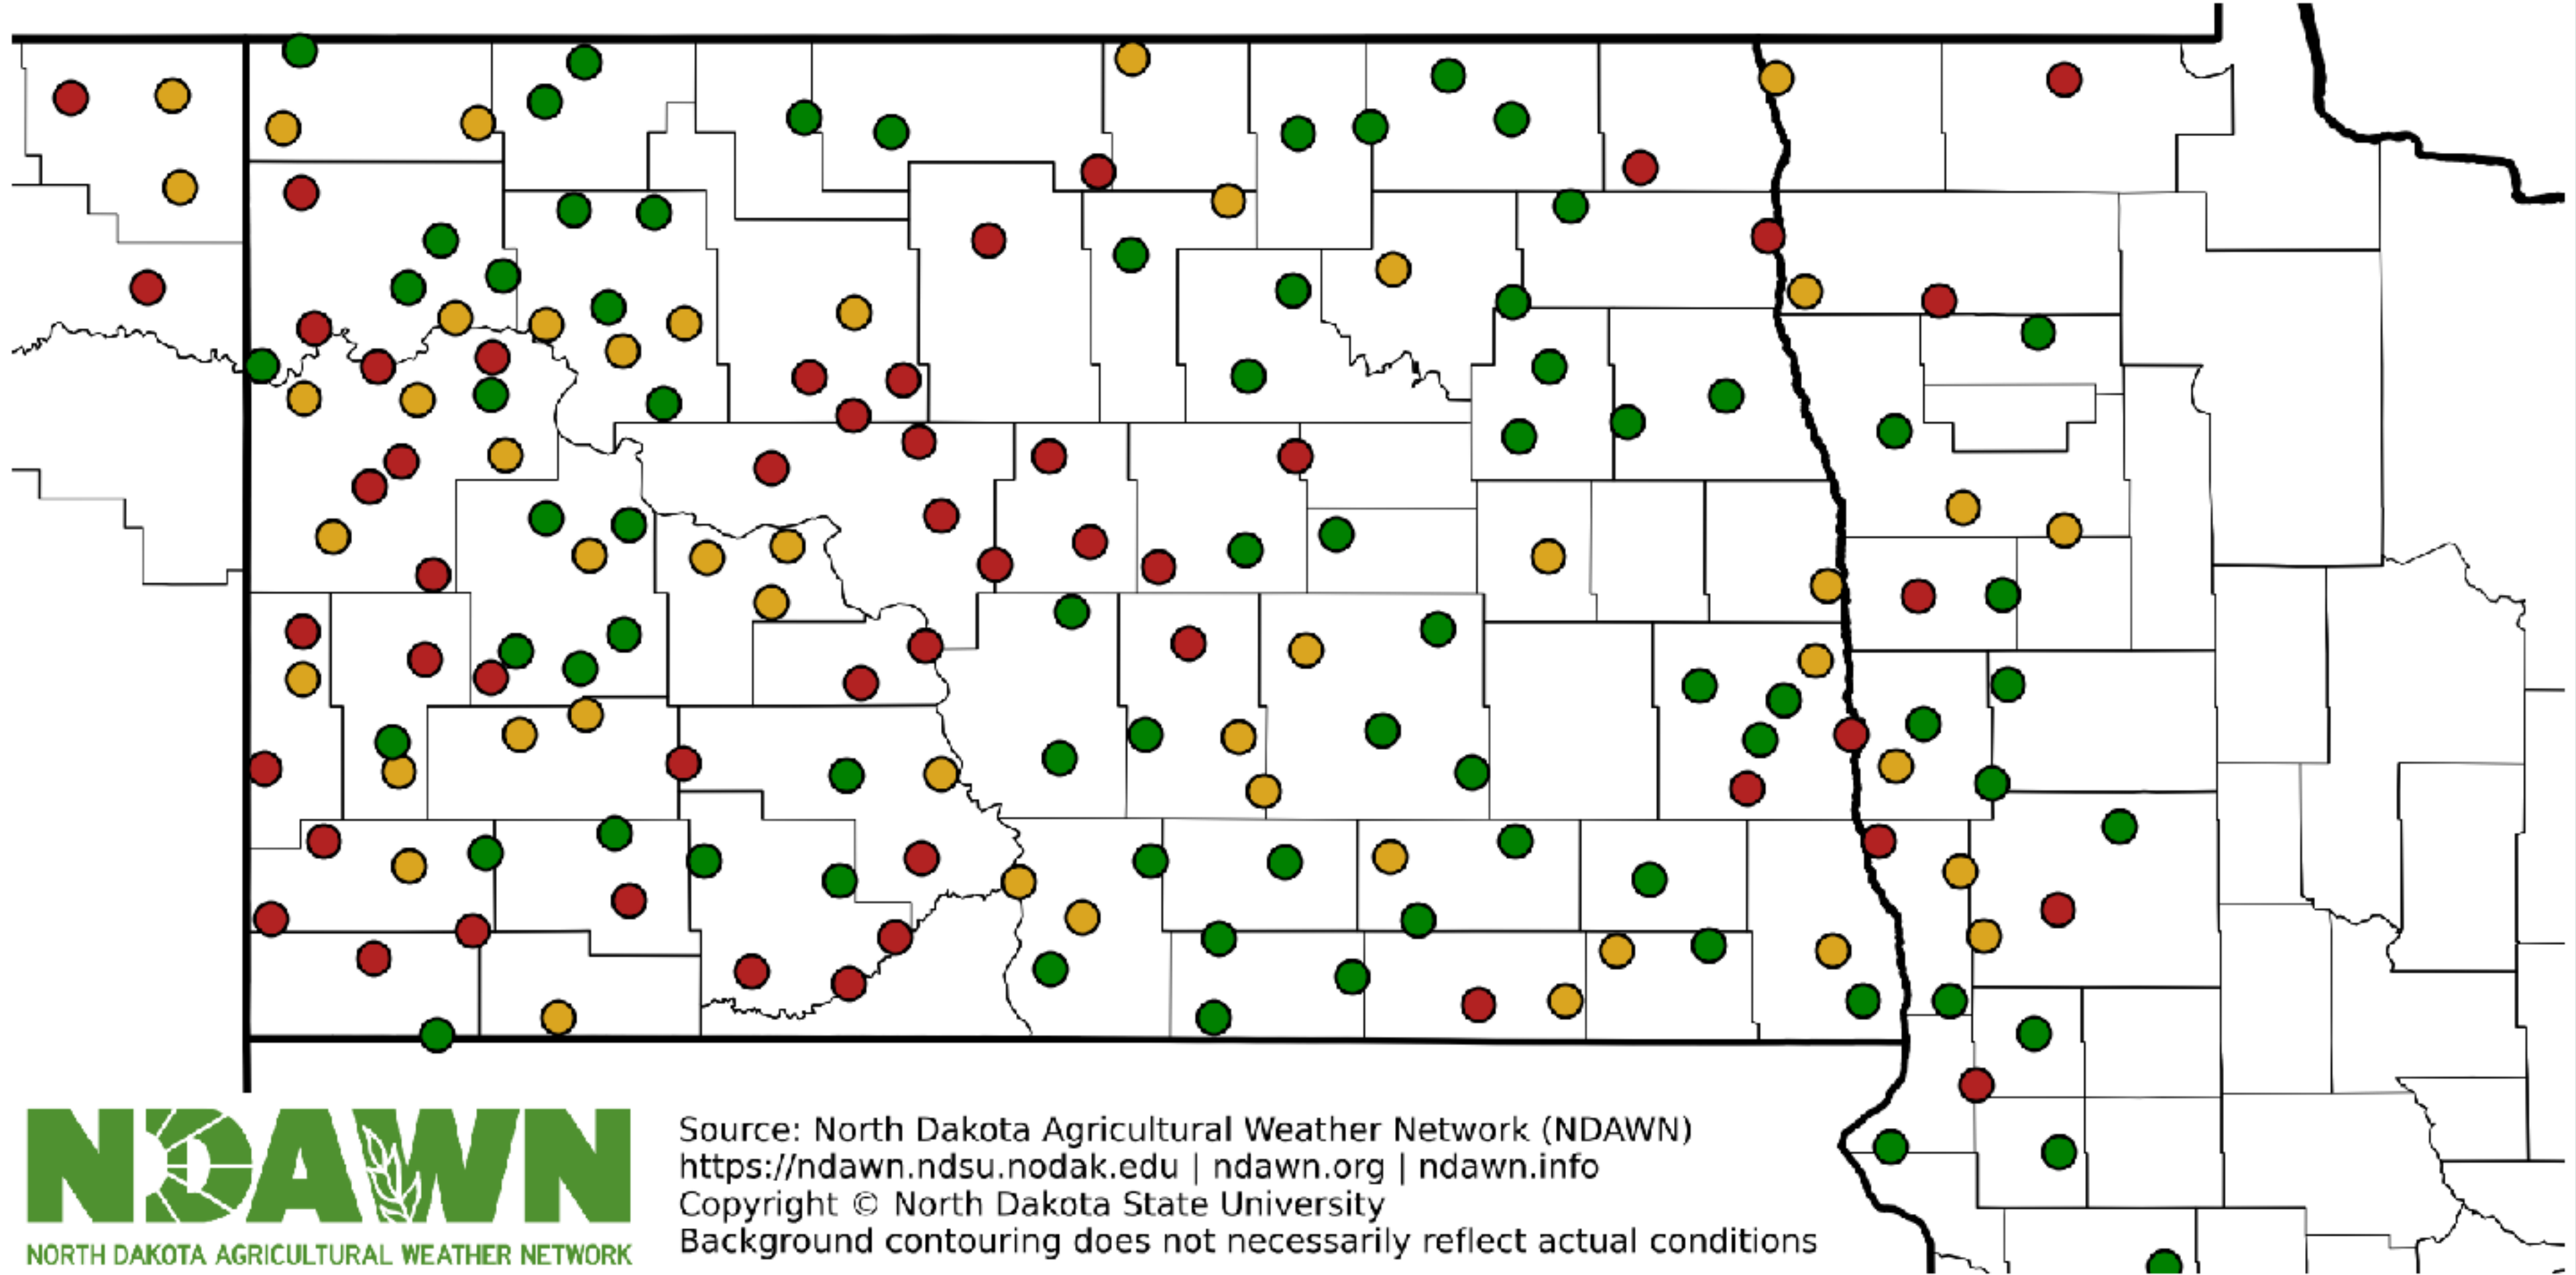 NDAWN
NORTH DAKOTA AGRICULTURAL WEATHER NETWORK
Source: North Dakota Agricultural Weather Network (NDAWN)
https://ndawn.ndsu.nodak.edu | ndawn.org | ndawn.info
Copyright © North Dakota State University
Background contouring does not necessarily reflect actual conditions